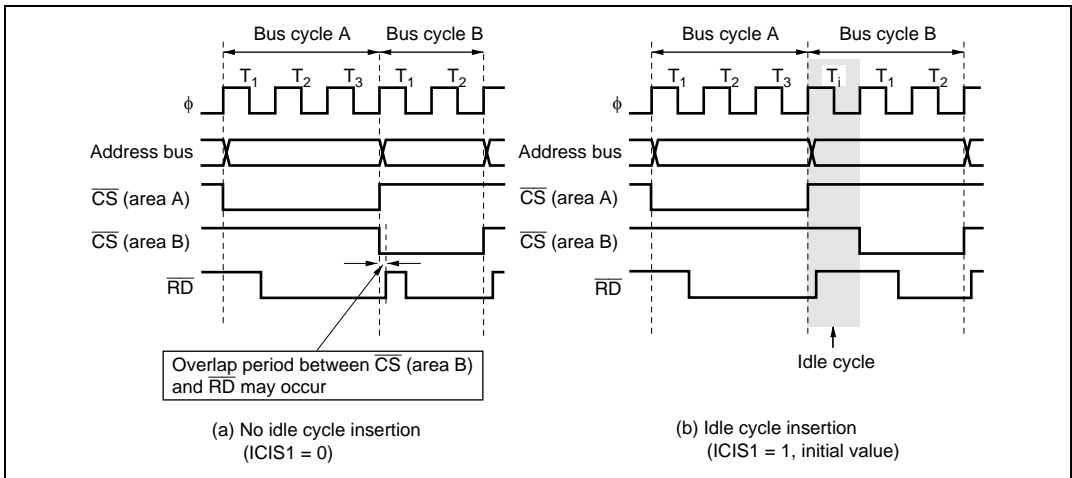 Bus cycle A Bus cycle B
T1 T2 T3 T1 T2
φ
Address bus
CS (area A)
CS (area B)
RD
Overlap period between CS (area B)
and RD may occur
(a) No idle cycle insertion
(ICIS1 = 0)
Bus cycle A Bus cycle B
T1 T2 T3 Ti T1 T2
φ
Address bus
CS (area A)
CS (area B)
RD
Idle cycle
(b) Idle cycle insertion
(ICIS1 = 1, initial value)